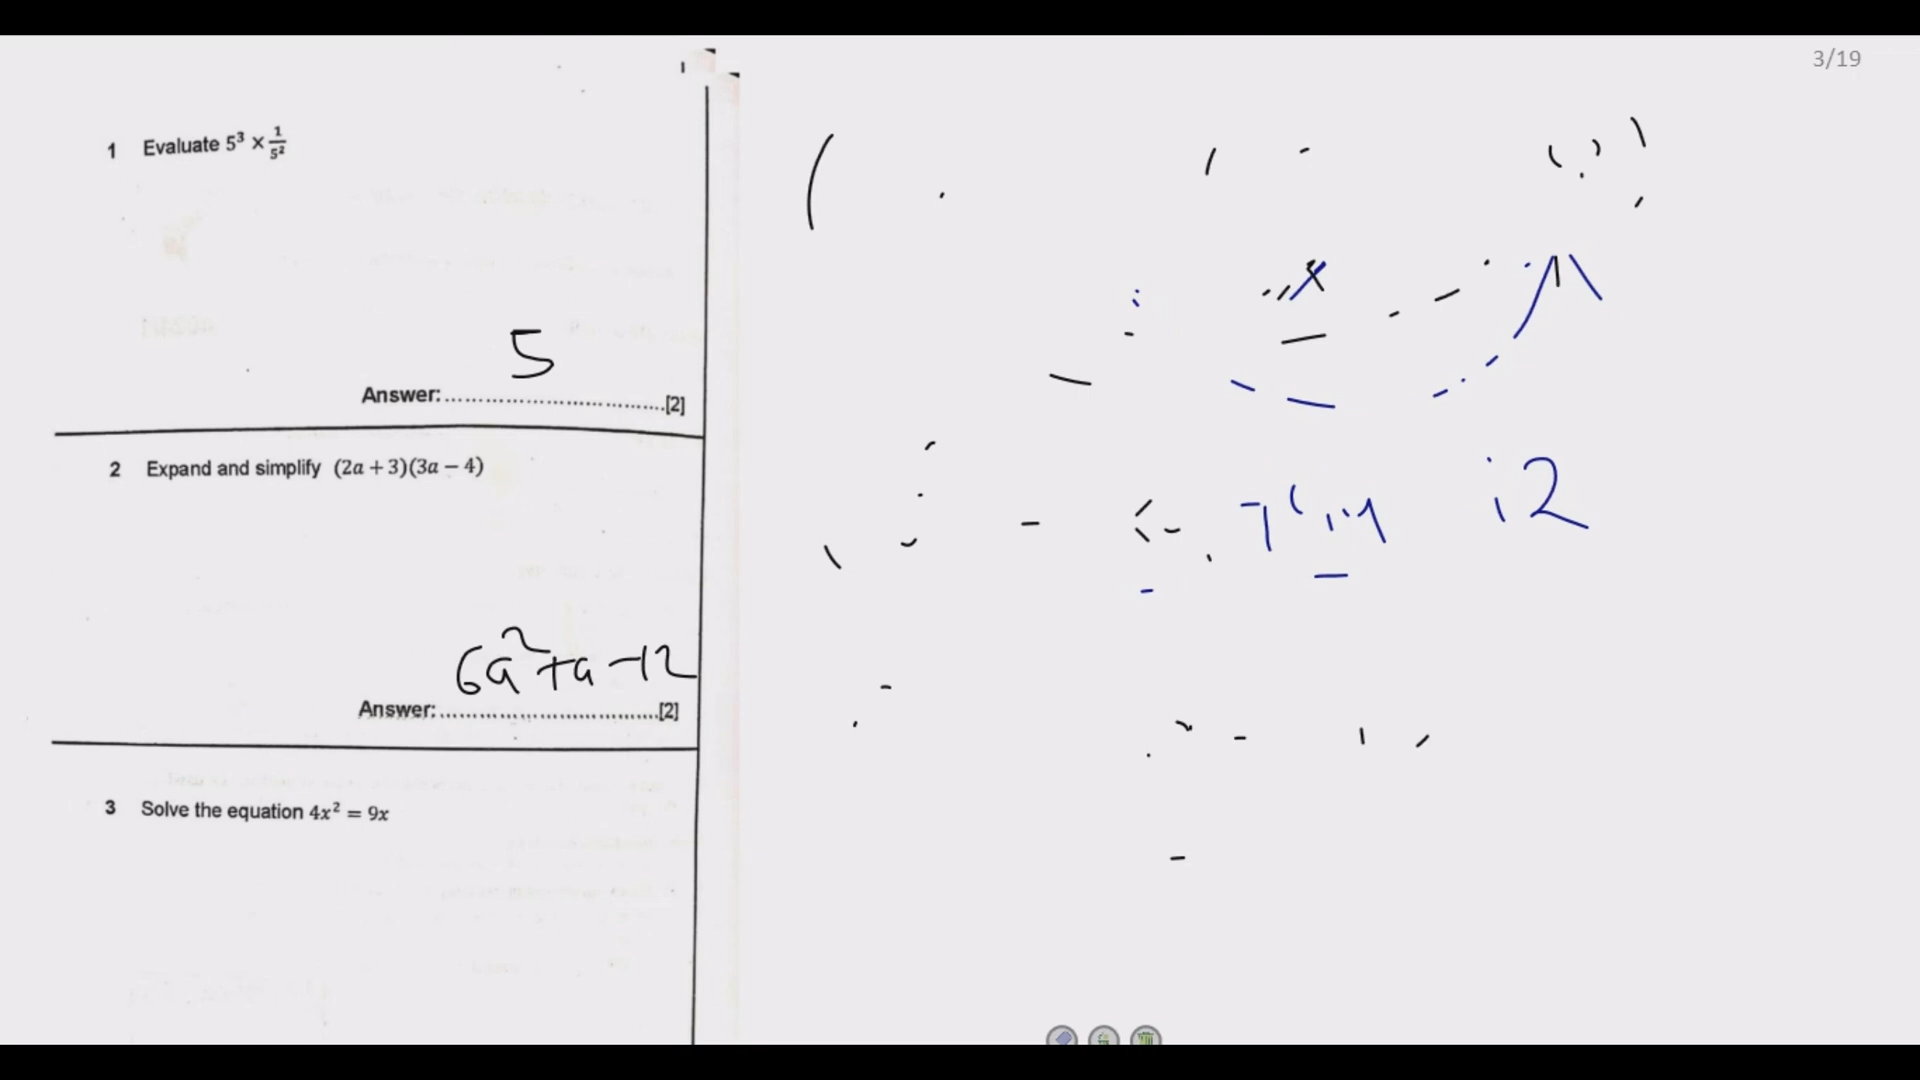 3/19
1 Evaluate 5³ × 1/5²
5
Answer:....................................[2]
2 Expand and simplify (2a + 3)(3a − 4)
6a²+a−12
Answer:....................................[2]
3 Solve the equation 4x² = 9x